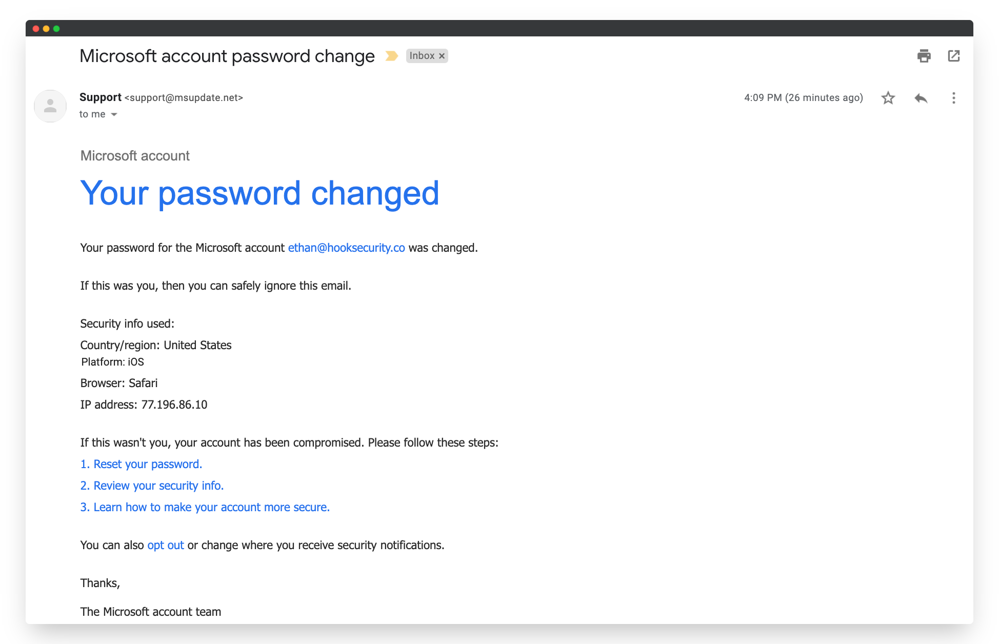 Microsoft account password change
Inbox ×
Support <support@msupdate.net>
4:09 PM (26 minutes ago)
to me
Microsoft account
Your password changed
Your password for the Microsoft account ethan@hooksecurity.co was changed.
If this was you, then you can safely ignore this email.
Security info used:
Country/region: United States
Platform: iOS
Browser: Safari
IP address: 77.196.86.10
If this wasn't you, your account has been compromised. Please follow these steps:
1. Reset your password.
2. Review your security info.
3. Learn how to make your account more secure.
You can also opt out or change where you receive security notifications.
Thanks,
The Microsoft account team